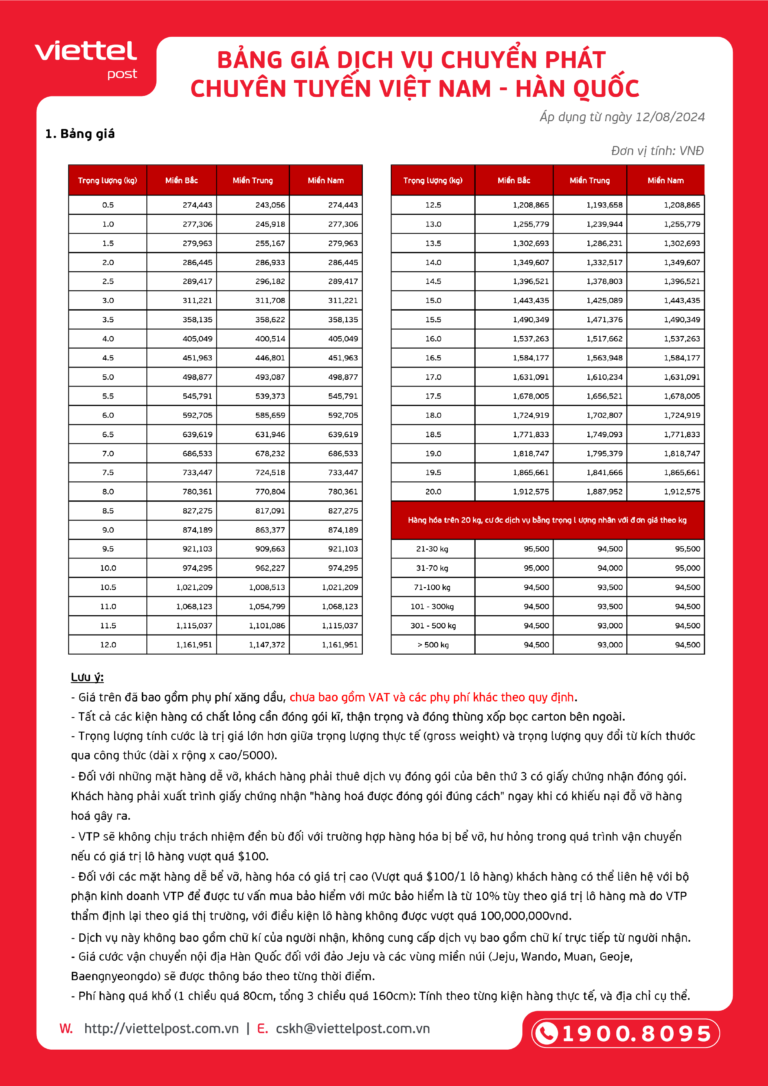 viettel
post
BẢNG GIÁ DỊCH VỤ CHUYỂN PHÁT
CHUYÊN TUYẾN VIỆT NAM - HÀN QUỐC
Áp dụng từ ngày 12/08/2024
1. Bảng giá
Đơn vị tính: VNĐ
Trọng lượng (kg) Miền Bắc Miền Trung Miền Nam
0.5 274,443 243,056 274,443
1.0 277,306 245,918 277,306
1.5 279,963 255,167 279,963
2.0 286,445 286,933 286,445
2.5 289,417 296,182 289,417
3.0 311,221 311,708 311,221
3.5 358,135 358,622 358,135
4.0 405,049 400,514 405,049
4.5 451,963 446,801 451,963
5.0 498,877 493,087 498,877
5.5 545,791 539,373 545,791
6.0 592,705 585,659 592,705
6.5 639,619 631,946 639,619
7.0 686,533 678,232 686,533
7.5 733,447 724,518 733,447
8.0 780,361 770,804 780,361
8.5 827,275 817,091 827,275
9.0 874,189 863,377 874,189
9.5 921,103 909,663 921,103
10.0 974,295 962,227 974,295
10.5 1,021,209 1,008,513 1,021,209
11.0 1,068,123 1,054,799 1,068,123
11.5 1,115,037 1,101,086 1,115,037
12.0 1,161,951 1,147,372 1,161,951
Trọng lượng (kg) Miền Bắc Miền Trung Miền Nam
12.5 1,208,865 1,193,658 1,208,865
13.0 1,255,779 1,239,944 1,255,779
13.5 1,302,693 1,286,231 1,302,693
14.0 1,349,607 1,332,517 1,349,607
14.5 1,396,521 1,378,803 1,396,521
15.0 1,443,435 1,425,089 1,443,435
15.5 1,490,349 1,471,376 1,490,349
16.0 1,537,263 1,517,662 1,537,263
16.5 1,584,177 1,563,948 1,584,177
17.0 1,631,091 1,610,234 1,631,091
17.5 1,678,005 1,656,521 1,678,005
18.0 1,724,919 1,702,807 1,724,919
18.5 1,771,833 1,749,093 1,771,833
19.0 1,818,747 1,795,379 1,818,747
19.5 1,865,661 1,841,666 1,865,661
20.0 1,912,575 1,887,952 1,912,575
Hàng hóa trên 20 kg, cước dịch vụ bằng trọng lượng nhân với đơn giá theo kg
21-30 kg 95,500 94,500 95,500
31-70 kg 95,000 94,000 95,000
71-100 kg 94,500 93,500 94,500
101 - 300kg 94,500 93,500 94,500
301 - 500 kg 94,500 93,000 94,500
> 500 kg 94,500 93,000 94,500
Lưu ý:
- Giá trên đã bao gồm phụ phí xăng dầu, chưa bao gồm VAT và các phụ phí khác theo quy định.
- Tất cả các kiện hàng có chất lỏng cần đóng gói kĩ, thận trọng và đóng thùng xốp bọc carton bên ngoài.
- Trọng lượng tính cước là trị giá lớn hơn giữa trọng lượng thực tế (gross weight) và trọng lượng quy đổi từ kích thước
qua công thức (dài x rộng x cao/5000).
- Đối với những mặt hàng dễ vỡ, khách hàng phải thuê dịch vụ đóng gói của bên thứ 3 có giấy chứng nhận đóng gói.
Khách hàng phải xuất trình giấy chứng nhận "hàng hoá được đóng gói đúng cách" ngay khi có khiếu nại đỗ vỡ hàng
hoá gây ra.
- VTP sẽ không chịu trách nhiệm đền bù đối với trường hợp hàng hóa bị bể vỡ, hư hỏng trong quá trình vận chuyển
nếu có giá trị lô hàng vượt quá $100.
- Đối với các mặt hàng dễ bể vỡ, hàng hóa có giá trị cao (Vượt quá $100/1 lô hàng) khách hàng có thể liên hệ với bộ
phận kinh doanh VTP để được tư vấn mua bảo hiểm với mức bảo hiểm là từ 10% tùy theo giá trị lô hàng mà do VTP
thẩm định lại theo giá thị trường, với điều kiện lô hàng không được vượt quá 100,000,000vnd.
- Dịch vụ này không bao gồm chữ kí của người nhận, không cung cấp dịch vụ bao gồm chữ kí trực tiếp từ người nhận.
- Giá cước vận chuyển nội địa Hàn Quốc đối với đảo Jeju và các vùng miền núi (Jeju, Wando, Muan, Geoje,
Baengnyeongdo) sẽ được thông báo theo từng thời điểm.
- Phí hàng quá khổ (1 chiều quá 80cm, tổng 3 chiều quá 160cm): Tính theo từng kiện hàng thực tế, và địa chỉ cụ thể.
W. http://viettelpost.com.vn | E. cskh@viettelpost.com.vn
1900.8095